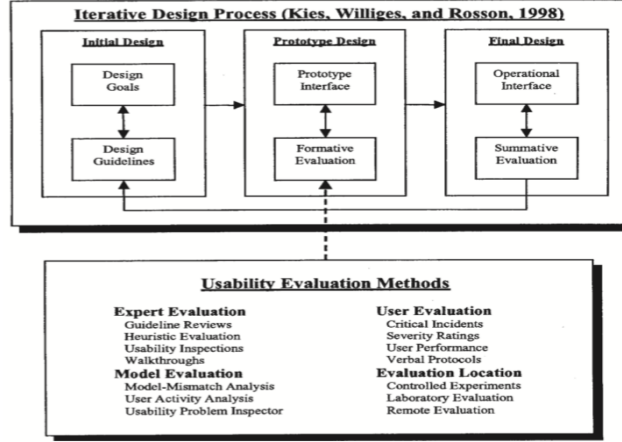 Iterative Design Process (Kies, Williges, and Rosson, 1998)
Initial Design
Design
Goals
Design
Guidelines
Prototype Design
Prototype
Interface
Formative
Evaluation
Final Design
Operational
Interface
Summative
Evaluation
Usability Evaluation Methods
Expert Evaluation
Guideline Reviews
Heuristic Evaluation
Usability Inspections
Walkthroughs
Model Evaluation
Model-Mismatch Analysis
User Activity Analysis
Usability Problem Inspector
User Evaluation
Critical Incidents
Severity Ratings
User Performance
Verbal Protocols
Evaluation Location
Controlled Experiments
Laboratory Evaluation
Remote Evaluation